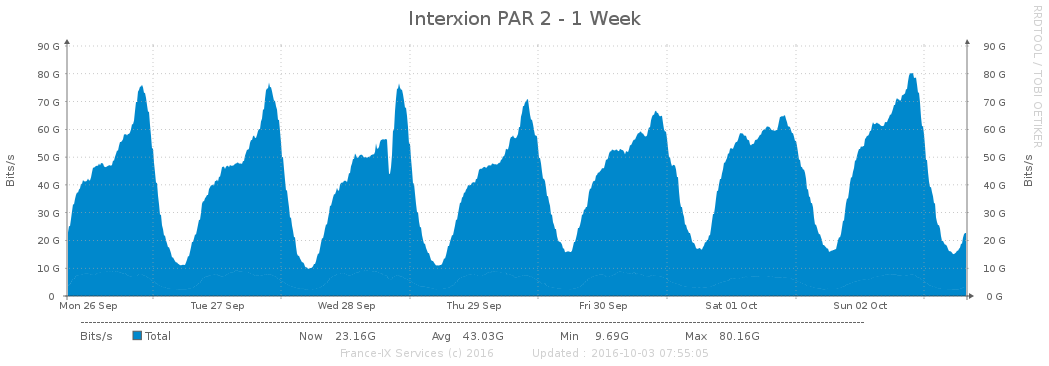 Interxion PAR 2 - 1 Week
RRDTOOL / TOBI OETIKER
Bits/s
90 G 90 G
80 G 80 G
70 G 70 G
60 G 60 G
50 G 50 G
40 G 40 G
30 G 30 G
20 G 20 G
10 G 10 G
0 0 G
Bits/s
Mon 26 Sep Tue 27 Sep Wed 28 Sep Thu 29 Sep Fri 30 Sep Sat 01 Oct Sun 02 Oct
Bits/s Total Now 23.16G Avg 43.03G Min 9.69G Max 80.16G
France-IX Services (c) 2016 Updated : 2016-10-03 07:55:05